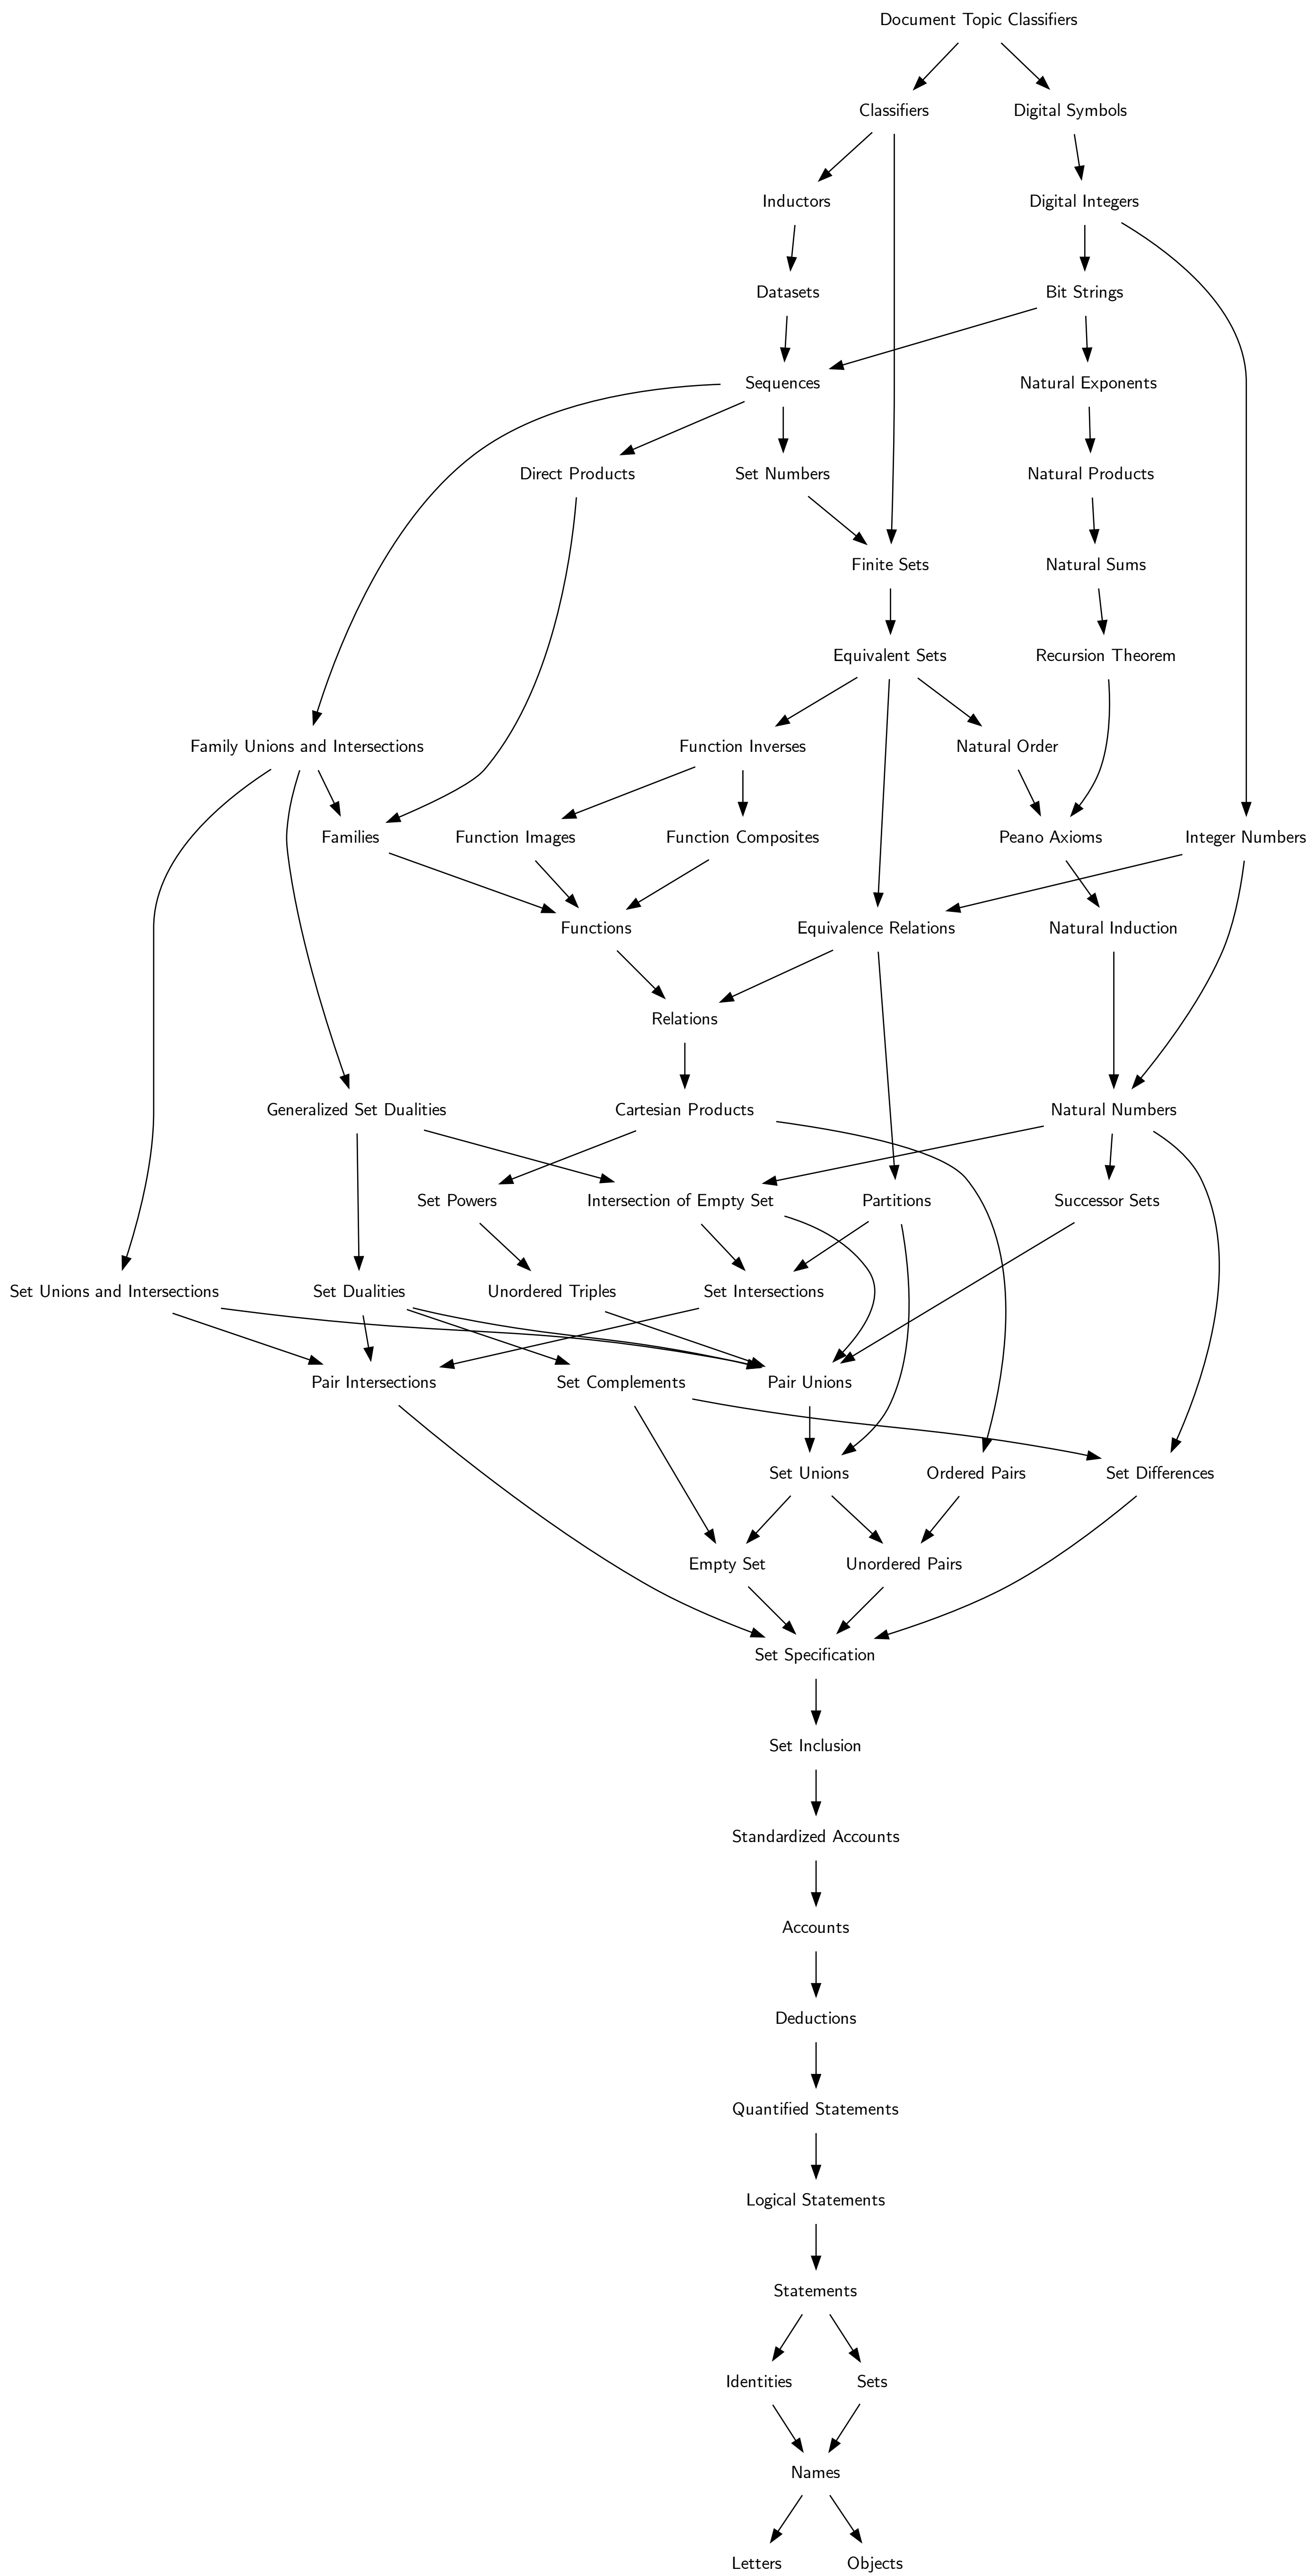 Document Topic Classifiers
Classifiers
Digital Symbols
Inductors
Digital Integers
Datasets
Bit Strings
Sequences
Natural Exponents
Direct Products
Set Numbers
Natural Products
Finite Sets
Natural Sums
Equivalent Sets
Recursion Theorem
Family Unions and Intersections
Function Inverses
Natural Order
Families
Function Images
Function Composites
Peano Axioms
Integer Numbers
Functions
Equivalence Relations
Natural Induction
Relations
Generalized Set Dualities
Cartesian Products
Natural Numbers
Set Powers
Intersection of Empty Set
Partitions
Successor Sets
Set Unions and Intersections
Set Dualities
Unordered Triples
Set Intersections
Pair Intersections
Set Complements
Pair Unions
Set Unions
Ordered Pairs
Set Differences
Empty Set
Unordered Pairs
Set Specification
Set Inclusion
Standardized Accounts
Accounts
Deductions
Quantified Statements
Logical Statements
Statements
Identities
Sets
Names
Letters
Objects